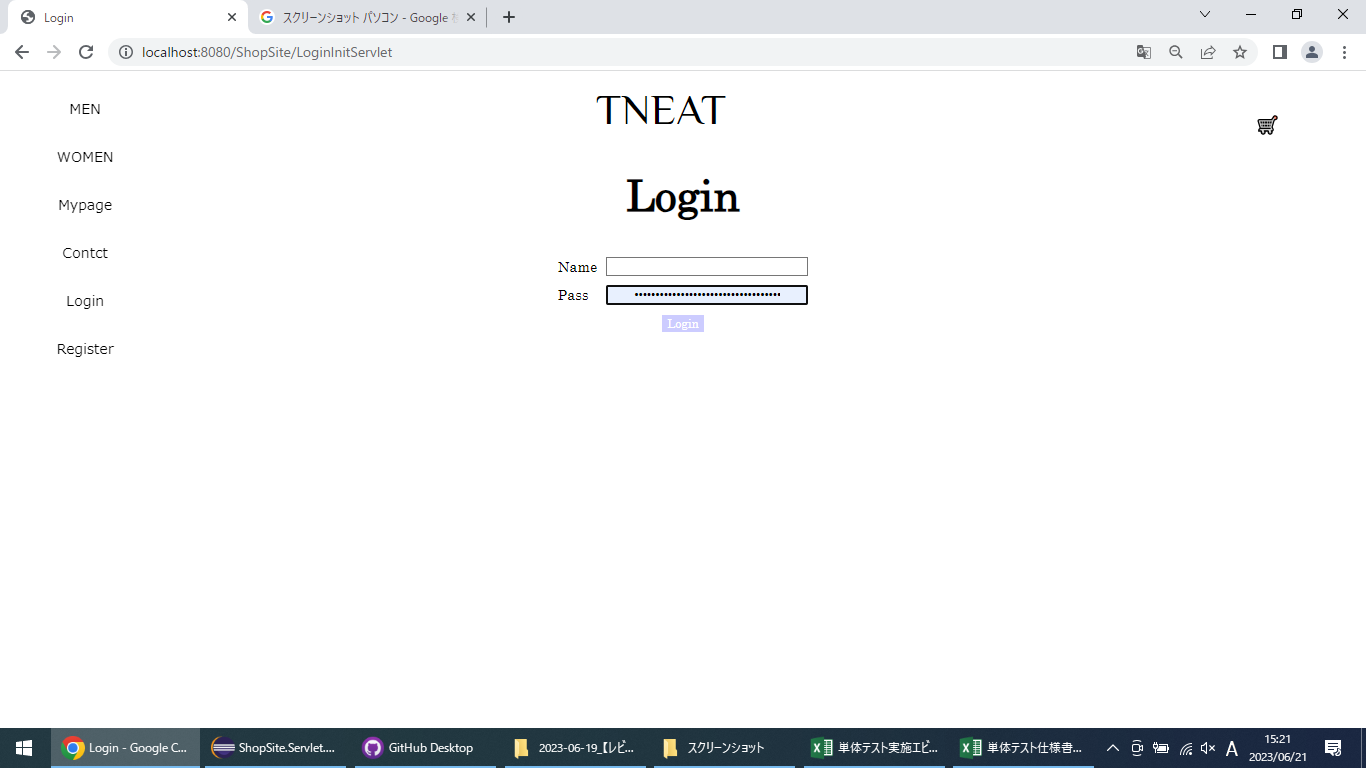 Login
スクリーンショット パソコン - Google を
localhost:8080/ShopSite/LoginInitServlet
MEN
WOMEN
Mypage
Contct
Login
Register
TNEAT
Login
Name
Pass
Login
Login - Google C...
ShopSite.Servlet....
GitHub Desktop
2023-06-19_【レビ...
スクリーンショット
単体テスト実施エビ...
単体テスト仕様書...
A
15:21
2023/06/21